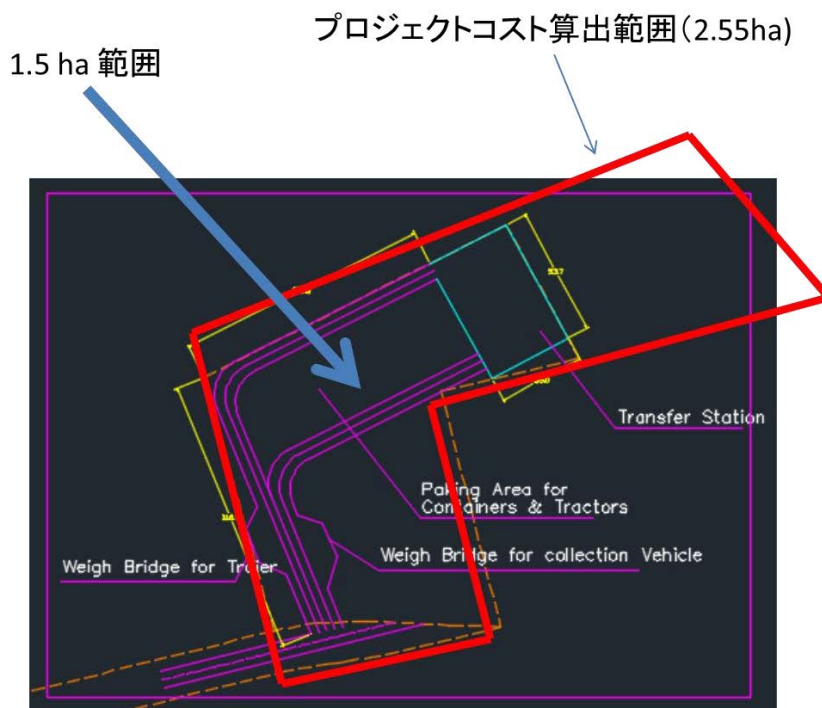 プロジェクトコスト算出範囲（2.55ha)
1.5 ha 範囲
Transfer Station
Paking Area for
Containers & Tractors
Weigh Bridge for Traier
Weigh Bridge for collection Vehicle